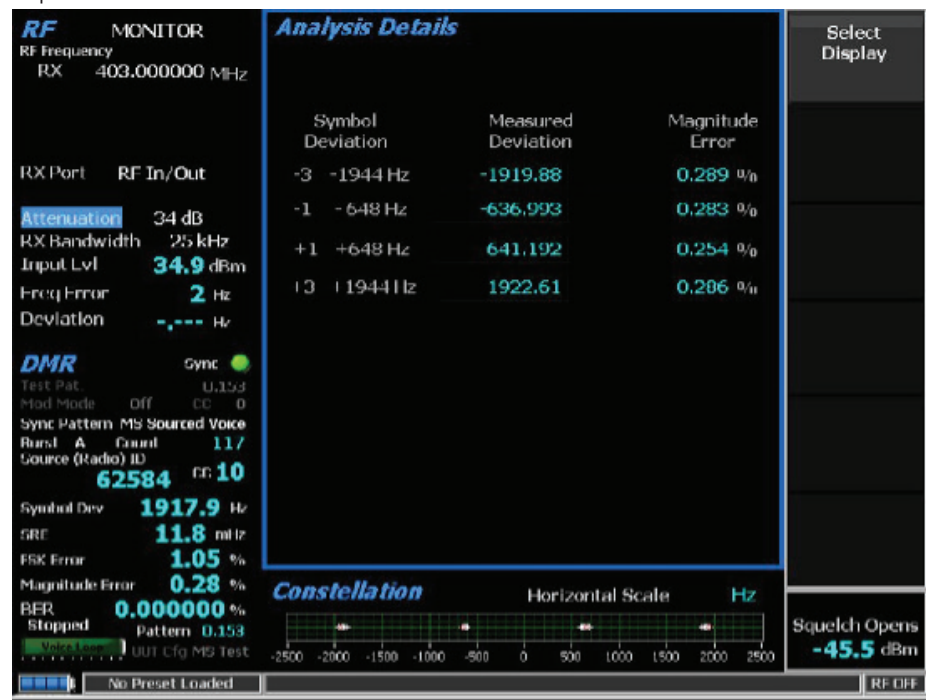 RF MONITOR
RF Frequency
RX 403.000000 MHz
RX Port RF In/Out
Attenuation 34 dB
RX Bandwidth 25 kHz
Input Lvl 34.9 dBm
Freq Error 2 Hz
Deviation -.--- Hz
DMR Sync
Test Pat. 0.153
Mod Mode Off CC 0
Sync Pattern MS Sourced Voice
Burst A Count 117
Source (Radio) ID
62584 CC 10
Symbol Dev 1917.9 Hz
SRE 11.8 mHz
FSK Error 1.05 %
Magnitude Error 0.28 %
BER 0.000000 %
Stopped Pattern 0.153
Voice Loop UUT Cfg MS Test
Analysis Details
Symbol Deviation Measured Deviation Magnitude Error
-3 -1944 Hz -1919.88 0.289 %
-1 -648 Hz -636.993 0.283 %
+1 +648 Hz 641.192 0.254 %
+3 +1944 Hz 1922.61 0.286 %
Constellation Horizontal Scale Hz
-2500 -2000 -1500 -1000 -500 0 500 1000 1500 2000 2500
Select
Display
Squelch Opens
-45.5 dBm
No Preset Loaded
RF OFF